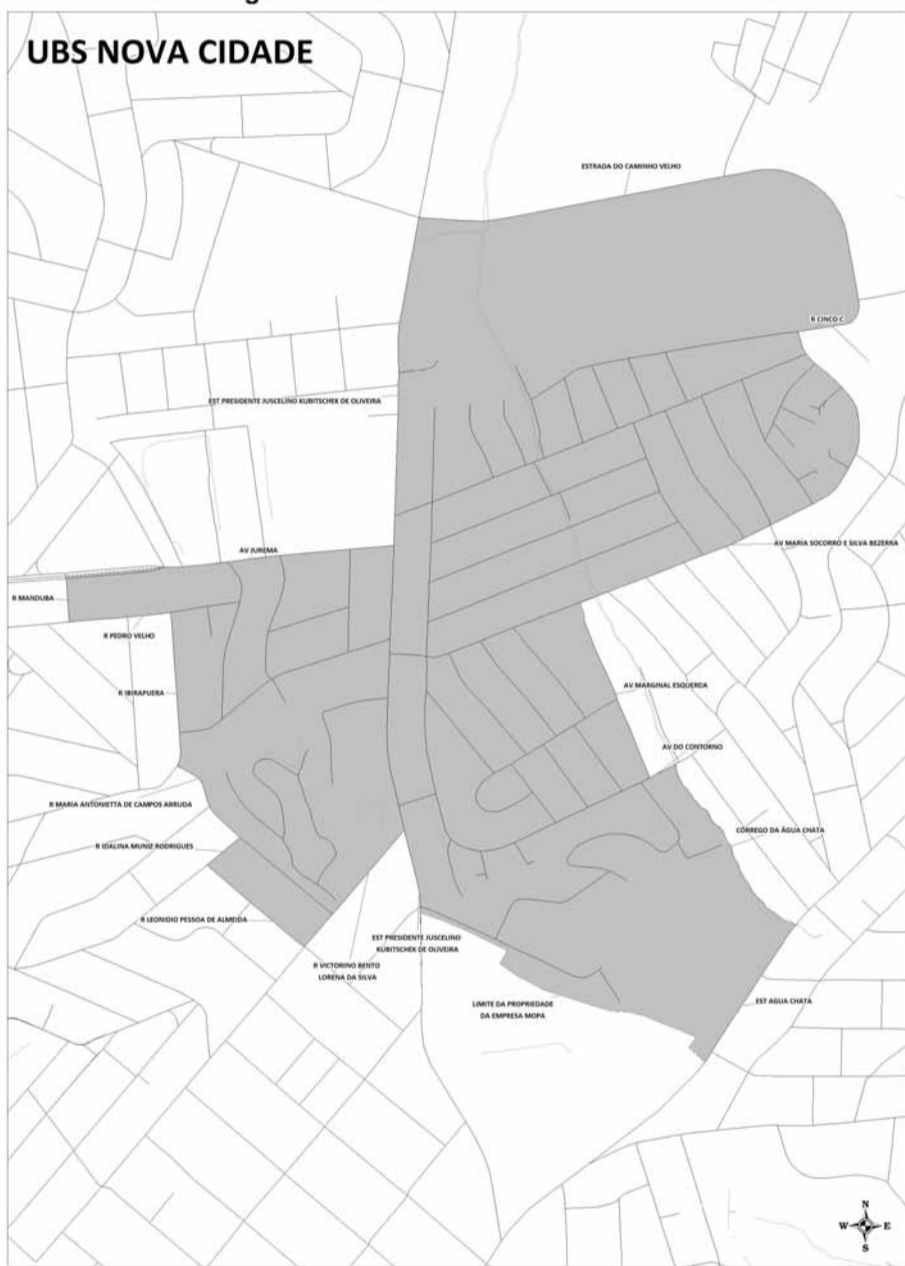 UBS NOVA CIDADE
ESTRADA DO CAMINHO VELHO
R CINCO C
EST PRESIDENTE JUSCELINO KUBITSCHEK DE OLIVEIRA
AV JUREMA
AV MARIA SOCORRO E SILVA BEZERRA
R MANDUBA
R PEDRO VELHO
R IBIRAPUERA
AV MARGINAL ESQUERDA
AV DO CONTORNO
R MARIA ANTONIETTA DE CAMPOS ARRUDA
CÓRREGO DA ÁGUA CHATA
R IDALINA MUNIZ RODRIGUES
R LEONIDIO PESSOA DE ALMEIDA
EST PRESIDENTE JUSCELINO
KUBITSCHEK DE OLIVEIRA
R VICTORINO BENTO
LORENA DA SILVA
LIMITE DA PROPRIEDADE
DA EMPRESA MOPA
EST AGUA CHATA
N
W E
S